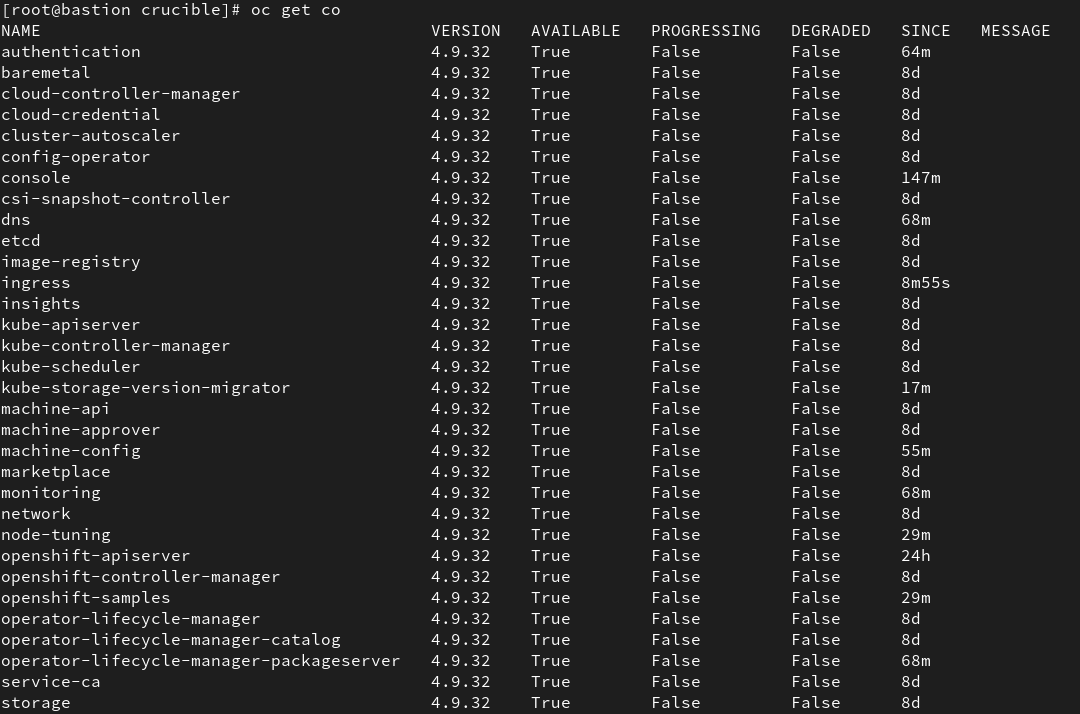 [root@bastion crucible]# oc get co
NAME                                       VERSION   AVAILABLE   PROGRESSING   DEGRADED   SINCE   MESSAGE
authentication                             4.9.32    True        False         False      64m
baremetal                                  4.9.32    True        False         False      8d
cloud-controller-manager                   4.9.32    True        False         False      8d
cloud-credential                           4.9.32    True        False         False      8d
cluster-autoscaler                         4.9.32    True        False         False      8d
config-operator                            4.9.32    True        False         False      8d
console                                    4.9.32    True        False         False      147m
csi-snapshot-controller                    4.9.32    True        False         False      8d
dns                                        4.9.32    True        False         False      68m
etcd                                       4.9.32    True        False         False      8d
image-registry                             4.9.32    True        False         False      8d
ingress                                    4.9.32    True        False         False      8m55s
insights                                   4.9.32    True        False         False      8d
kube-apiserver                             4.9.32    True        False         False      8d
kube-controller-manager                    4.9.32    True        False         False      8d
kube-scheduler                             4.9.32    True        False         False      8d
kube-storage-version-migrator              4.9.32    True        False         False      17m
machine-api                                4.9.32    True        False         False      8d
machine-approver                           4.9.32    True        False         False      8d
machine-config                             4.9.32    True        False         False      55m
marketplace                                4.9.32    True        False         False      8d
monitoring                                 4.9.32    True        False         False      68m
network                                    4.9.32    True        False         False      8d
node-tuning                                4.9.32    True        False         False      29m
openshift-apiserver                        4.9.32    True        False         False      24h
openshift-controller-manager               4.9.32    True        False         False      8d
openshift-samples                          4.9.32    True        False         False      29m
operator-lifecycle-manager                 4.9.32    True        False         False      8d
operator-lifecycle-manager-catalog         4.9.32    True        False         False      8d
operator-lifecycle-manager-packageserver   4.9.32    True        False         False      68m
service-ca                                 4.9.32    True        False         False      8d
storage                                    4.9.32    True        False         False      8d